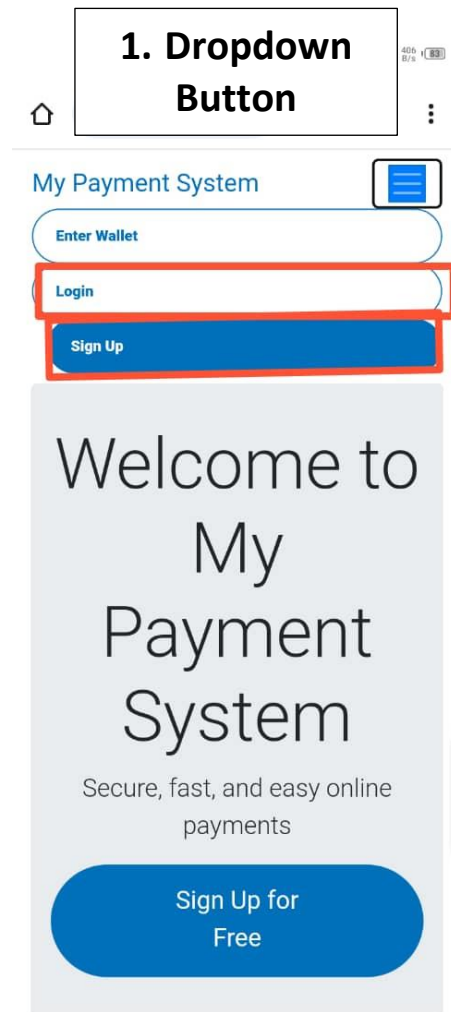 1. Dropdown
Button
406
B/s
83
My Payment System
Enter Wallet
Login
Sign Up
Welcome to
My
Payment
System
Secure, fast, and easy online
payments
Sign Up for
Free